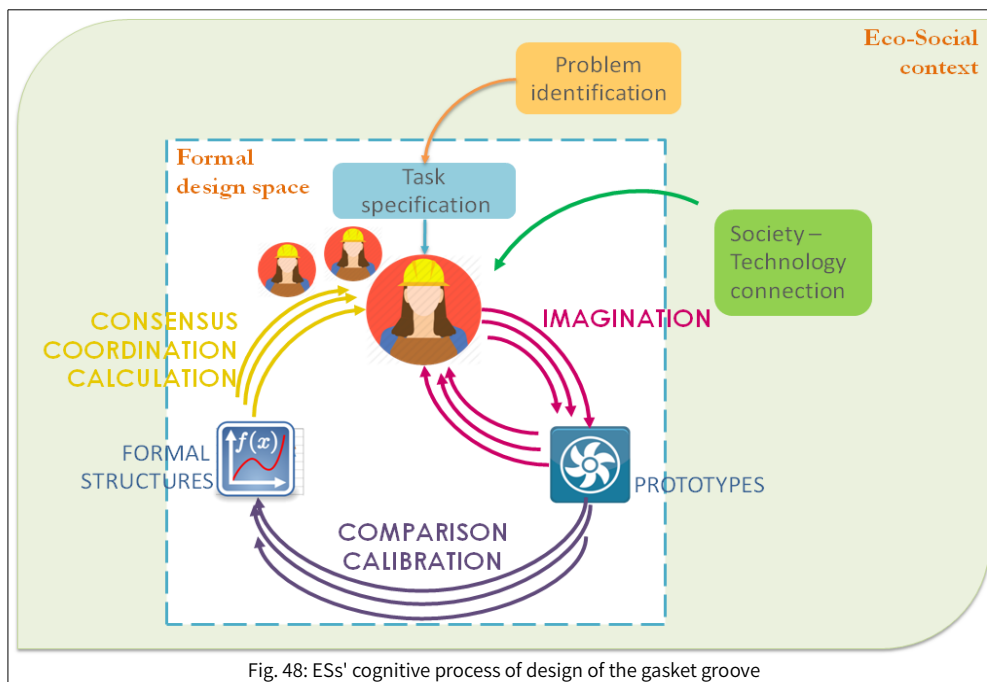 Eco-Social
context
Problem
identification
Formal
design space
Task
specification
Society –
Technology
connection
CONSENSUS
COORDINATION
CALCULATION
IMAGINATION
f(x)
FORMAL
STRUCTURES
PROTOTYPES
COMPARISON
CALIBRATION
Fig. 48: ESs' cognitive process of design of the gasket groove